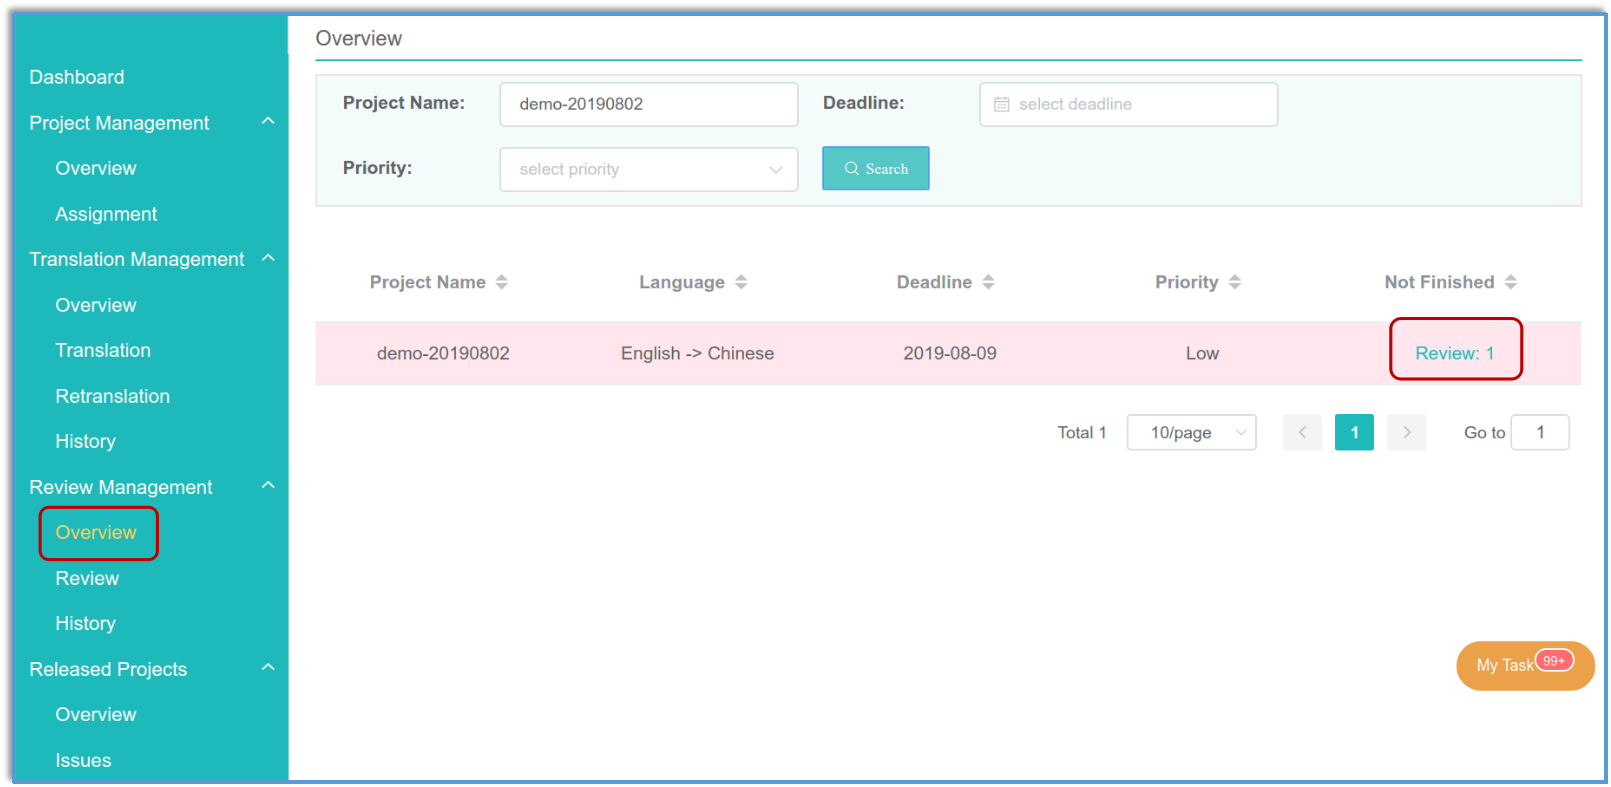 Dashboard
Project Management
Overview
Assignment
Translation Management
Overview
Translation
Retranslation
History
Review Management
Overview
Review
History
Released Projects
Overview
Issues
Overview
Project Name: demo-20190802 Deadline: select deadline
Priority: select priority Search
Project Name Language Deadline Priority Not Finished
demo-20190802 English -> Chinese 2019-08-09 Low Review: 1
Total 1 10/page < 1 > Go to 1
My Task 99+